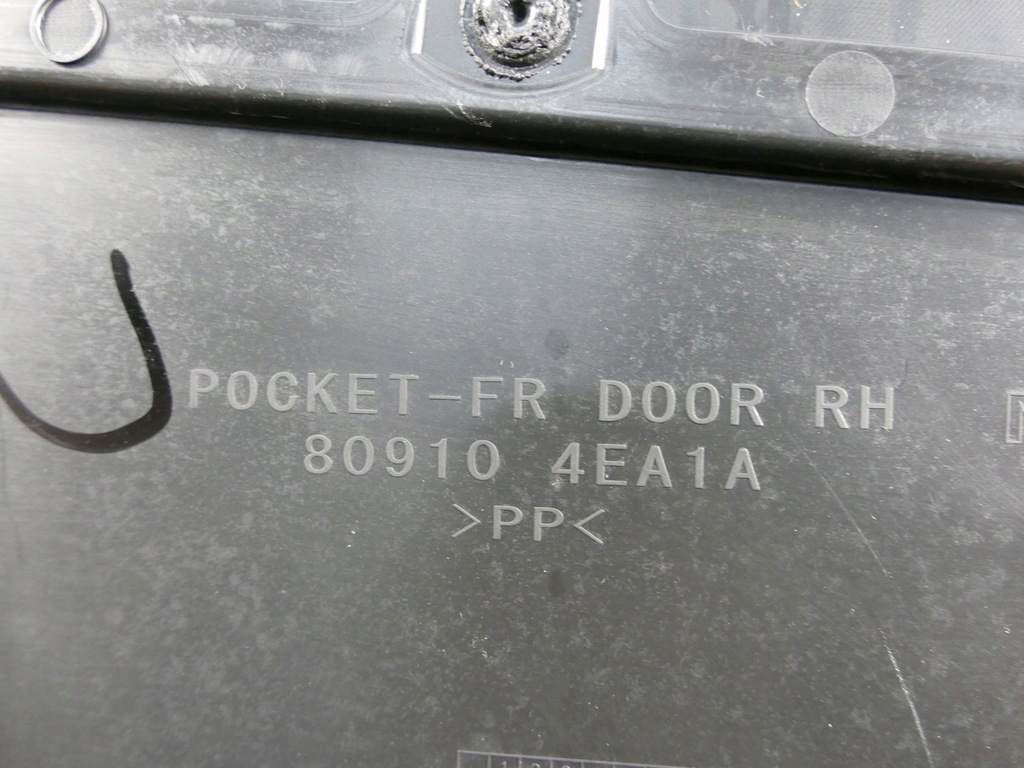 POCKET-FR DOOR RH
80910 4EA1A
>PP<